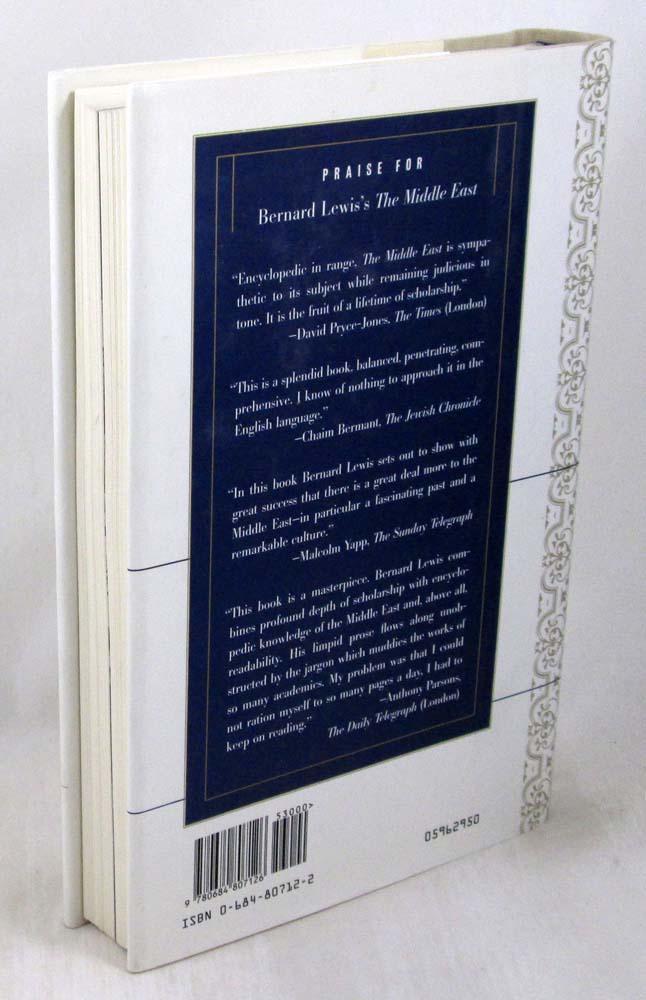 PRAISE FOR
Bernard Lewis's The Middle East
"Encyclopedic in range, The Middle East is sympa-
thetic to its subject while remaining judicious in
tone. It is the fruit of a lifetime of scholarship."
—David Pryce-Jones, The Times (London)
"This is a splendid book, balanced, penetrating, com-
prehensive. I know of nothing to approach it in the
English language."
—Chaim Bermant, The Jewish Chronicle
"In this book Bernard Lewis sets out to show with
great success that there is a great deal more to the
Middle East—in particular a fascinating past and a
remarkable culture."
—Malcolm Yapp, The Sunday Telegraph
"This book is a masterpiece. Bernard Lewis com-
bines profound depth of scholarship with encyclo-
pedic knowledge of the Middle East and, above all,
readability. His limpid prose flows along unob-
structed by the jargon which muddies the works of
so many academics. My problem was that I could
not ration myself to so many pages a day, I had to
keep on reading."
—Anthony Parsons,
The Daily Telegraph (London)
53000>
9 780684 807126
ISBN 0-684-80712-2
05962950